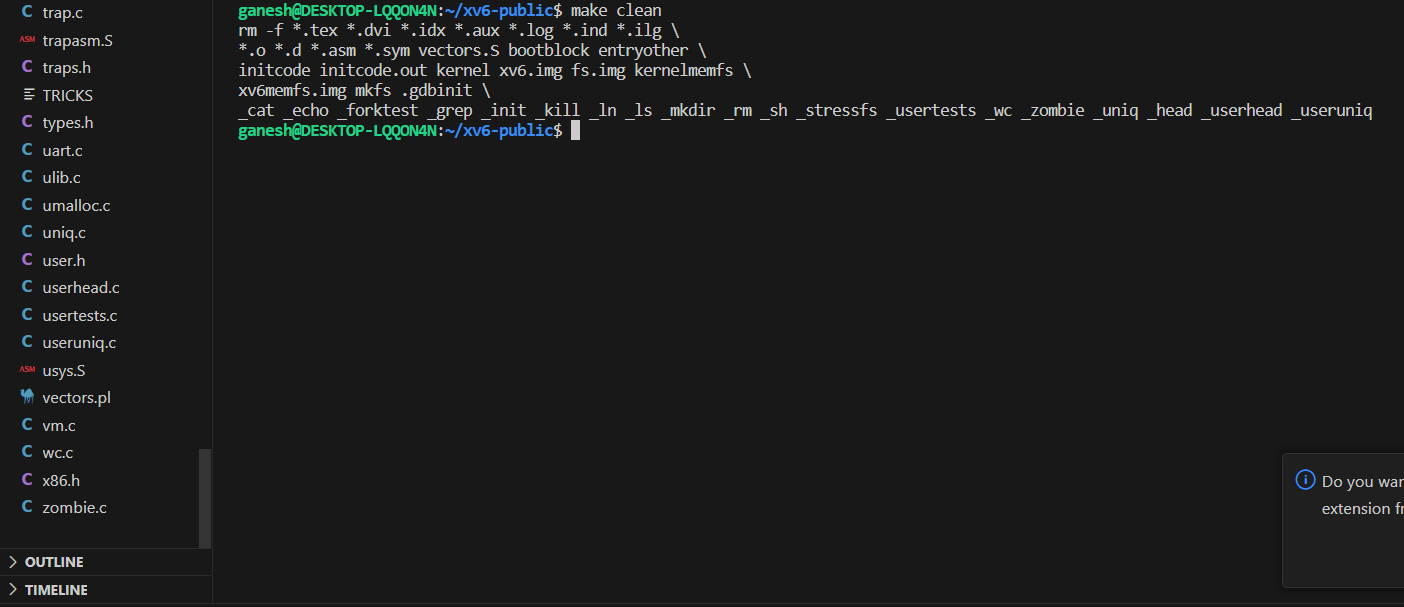 trap.c
ASM trapasm.S
C traps.h
TRICKS
C types.h
C uart.c
C ulib.c
C umalloc.c
C uniq.c
C user.h
C userhead.c
C usertests.c
C useruniq.c
ASM usys.S
vectors.pl
C vm.c
C wc.c
C x86.h
C zombie.c
OUTLINE
TIMELINE
ganesh@DESKTOP-LQQON4N:~/xv6-public$ make clean
rm -f *.tex *.dvi *.idx *.aux *.log *.ind *.ilg \
*.o *.d *.asm *.sym vectors.S bootblock entryother \
initcode initcode.out kernel xv6.img fs.img kernelmemfs \
xv6memfs.img mkfs .gdbinit \
_cat _echo _forktest _grep _init _kill _ln _ls _mkdir _rm _sh _stressfs _usertests _wc _zombie _uniq _head _userhead _useruniq
ganesh@DESKTOP-LQQON4N:~/xv6-public$
Do you
extension